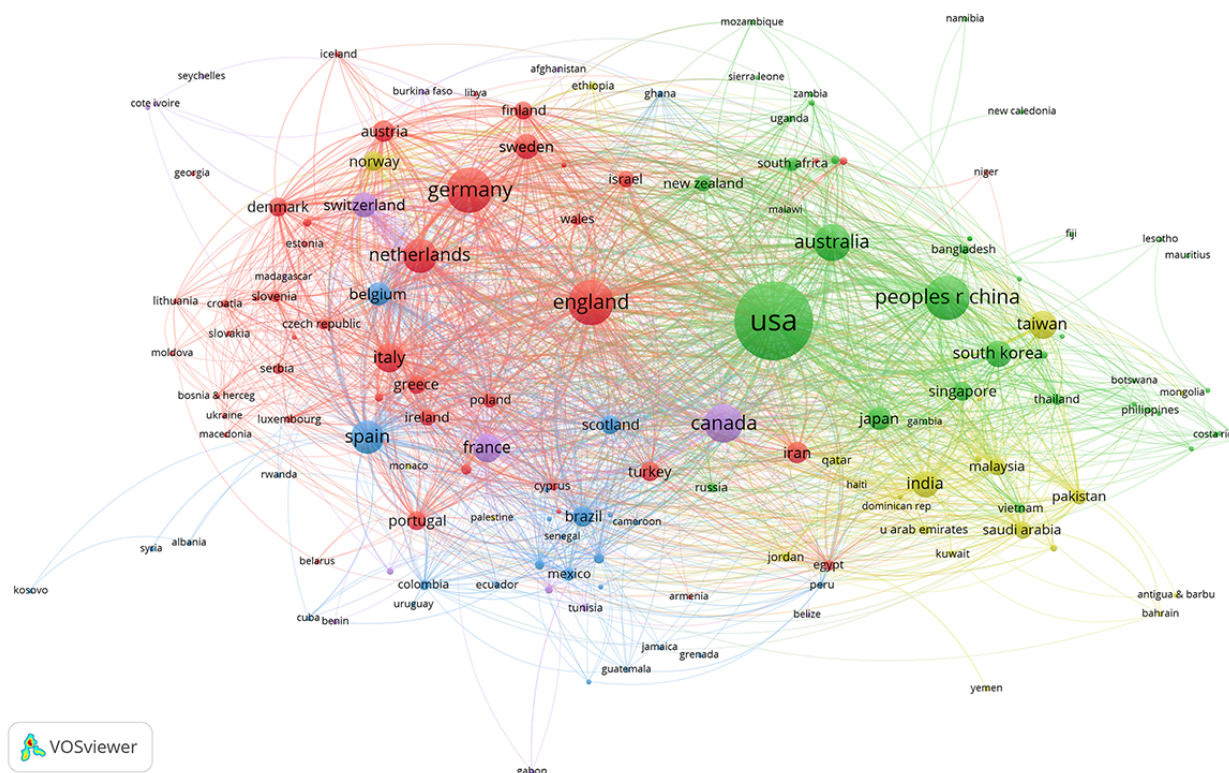 mozambique
namibia
iceland
seychelles
afghanistan
sierra leone
burkina faso
libya
ethiopia
ghana
zambia
cote ivoire
finland
new caledonia
uganda
austria
sweden
norway
south africa
georgia
israel
new zealand
niger
germany
switzerland
denmark
wales
malawi
fiji
lesotho
estonia
australia
bangladesh
mauritius
netherlands
madagascar
belgium
lithuania
croatia
slovenia
england
peoples r china
usa
czech republic
taiwan
slovakia
moldova
italy
south korea
serbia
greece
botswana
mongolia
bosnia & herceg
poland
singapore
thailand
philippines
ukraine
luxembourg
ireland
scotland
canada
japan
gambia
macedonia
spain
costa ri
france
iran
qatar
monaco
malaysia
rwanda
turkey
cyprus
russia
haiti
india
pakistan
dominican rep
vietnam
portugal
palestine
brazil
cameroon
u arab emirates
saudi arabia
senegal
syria
albania
kuwait
belarus
jordan
egypt
mexico
kosovo
colombia
ecuador
peru
armenia
antigua & barbu
uruguay
tunisia
belize
bahrain
cuba
benin
jamaica
grenada
guatemala
yemen
VOSviewer
gabon